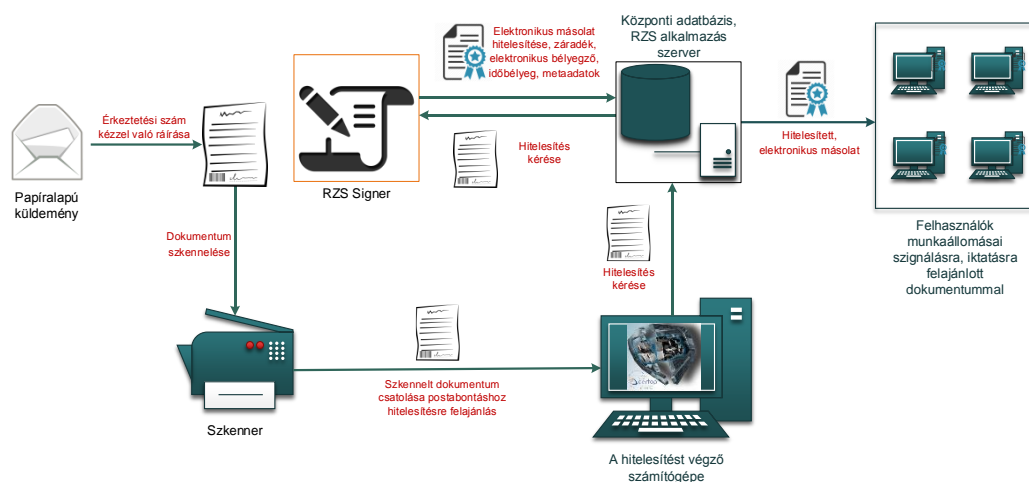 Elektronikus másolat
hitelesítése, záradék,
elektronikus bélyegző,
időbélyeg, metaadatok
Központi adatbázis,
RZS alkalmazás
szerver
Érkeztetési szám
kézzel való ráírása
Papíralapú
küldemény
RZS Signer
Hitelesítés
kérése
Hitelesített,
elektronikus másolat
Felhasználók
munkaállomásai
szignálásra, iktatásra
felajánlott
dokumentummal
Dokumentum
szkennelése
Hitelesítés
kérése
Szkenner
Szkennelt dokumentum
csatolása postabontáshoz
hitelesítésre felajánlás
certop
A hitelesítést végző
számítógépe